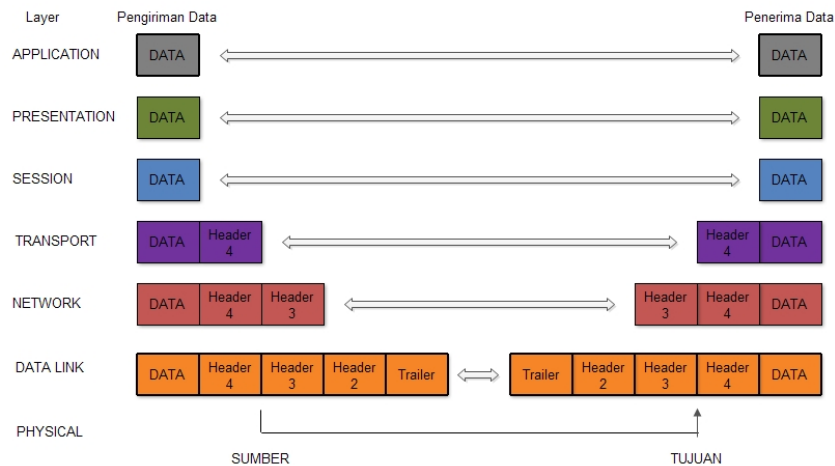 Layer Pengiriman Data Penerima Data
APPLICATION DATA DATA
PRESENTATION DATA DATA
SESSION DATA DATA
TRANSPORT DATA Header 4 Header 4 DATA
NETWORK DATA Header 4 Header 3 Header 3 Header 4 DATA
DATA LINK DATA Header 4 Header 3 Header 2 Trailer Trailer Header 2 Header 3 Header 4 DATA
PHYSICAL
SUMBER TUJUAN